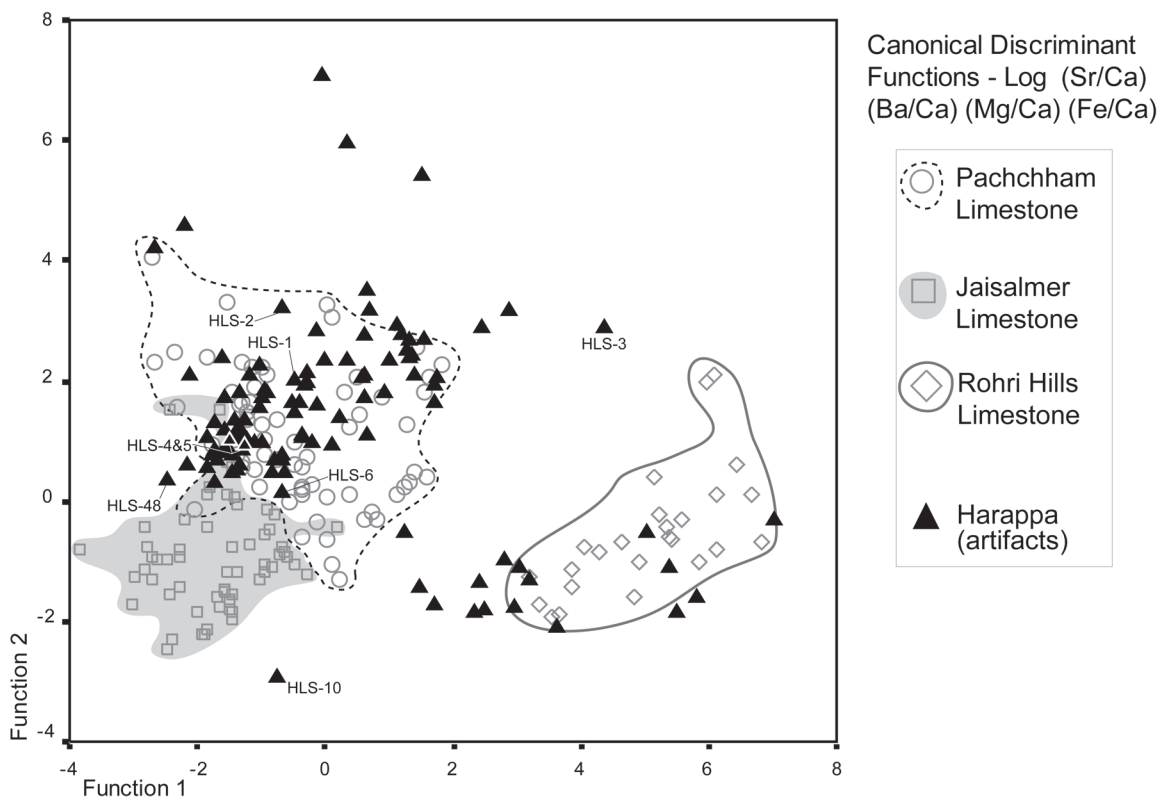 8
6
4
2
0
-2
-4
-4
-2
0
2
4
6
8
Function 2
Function 1
HLS-2
HLS-1
HLS-3
HLS-4&5
HLS-6
HLS-48
HLS-10
Canonical Discriminant
Functions - Log (Sr/Ca)
(Ba/Ca) (Mg/Ca) (Fe/Ca)
Pachchham
Limestone
Jaisalmer
Limestone
Rohri Hills
Limestone
Harappa
(artifacts)